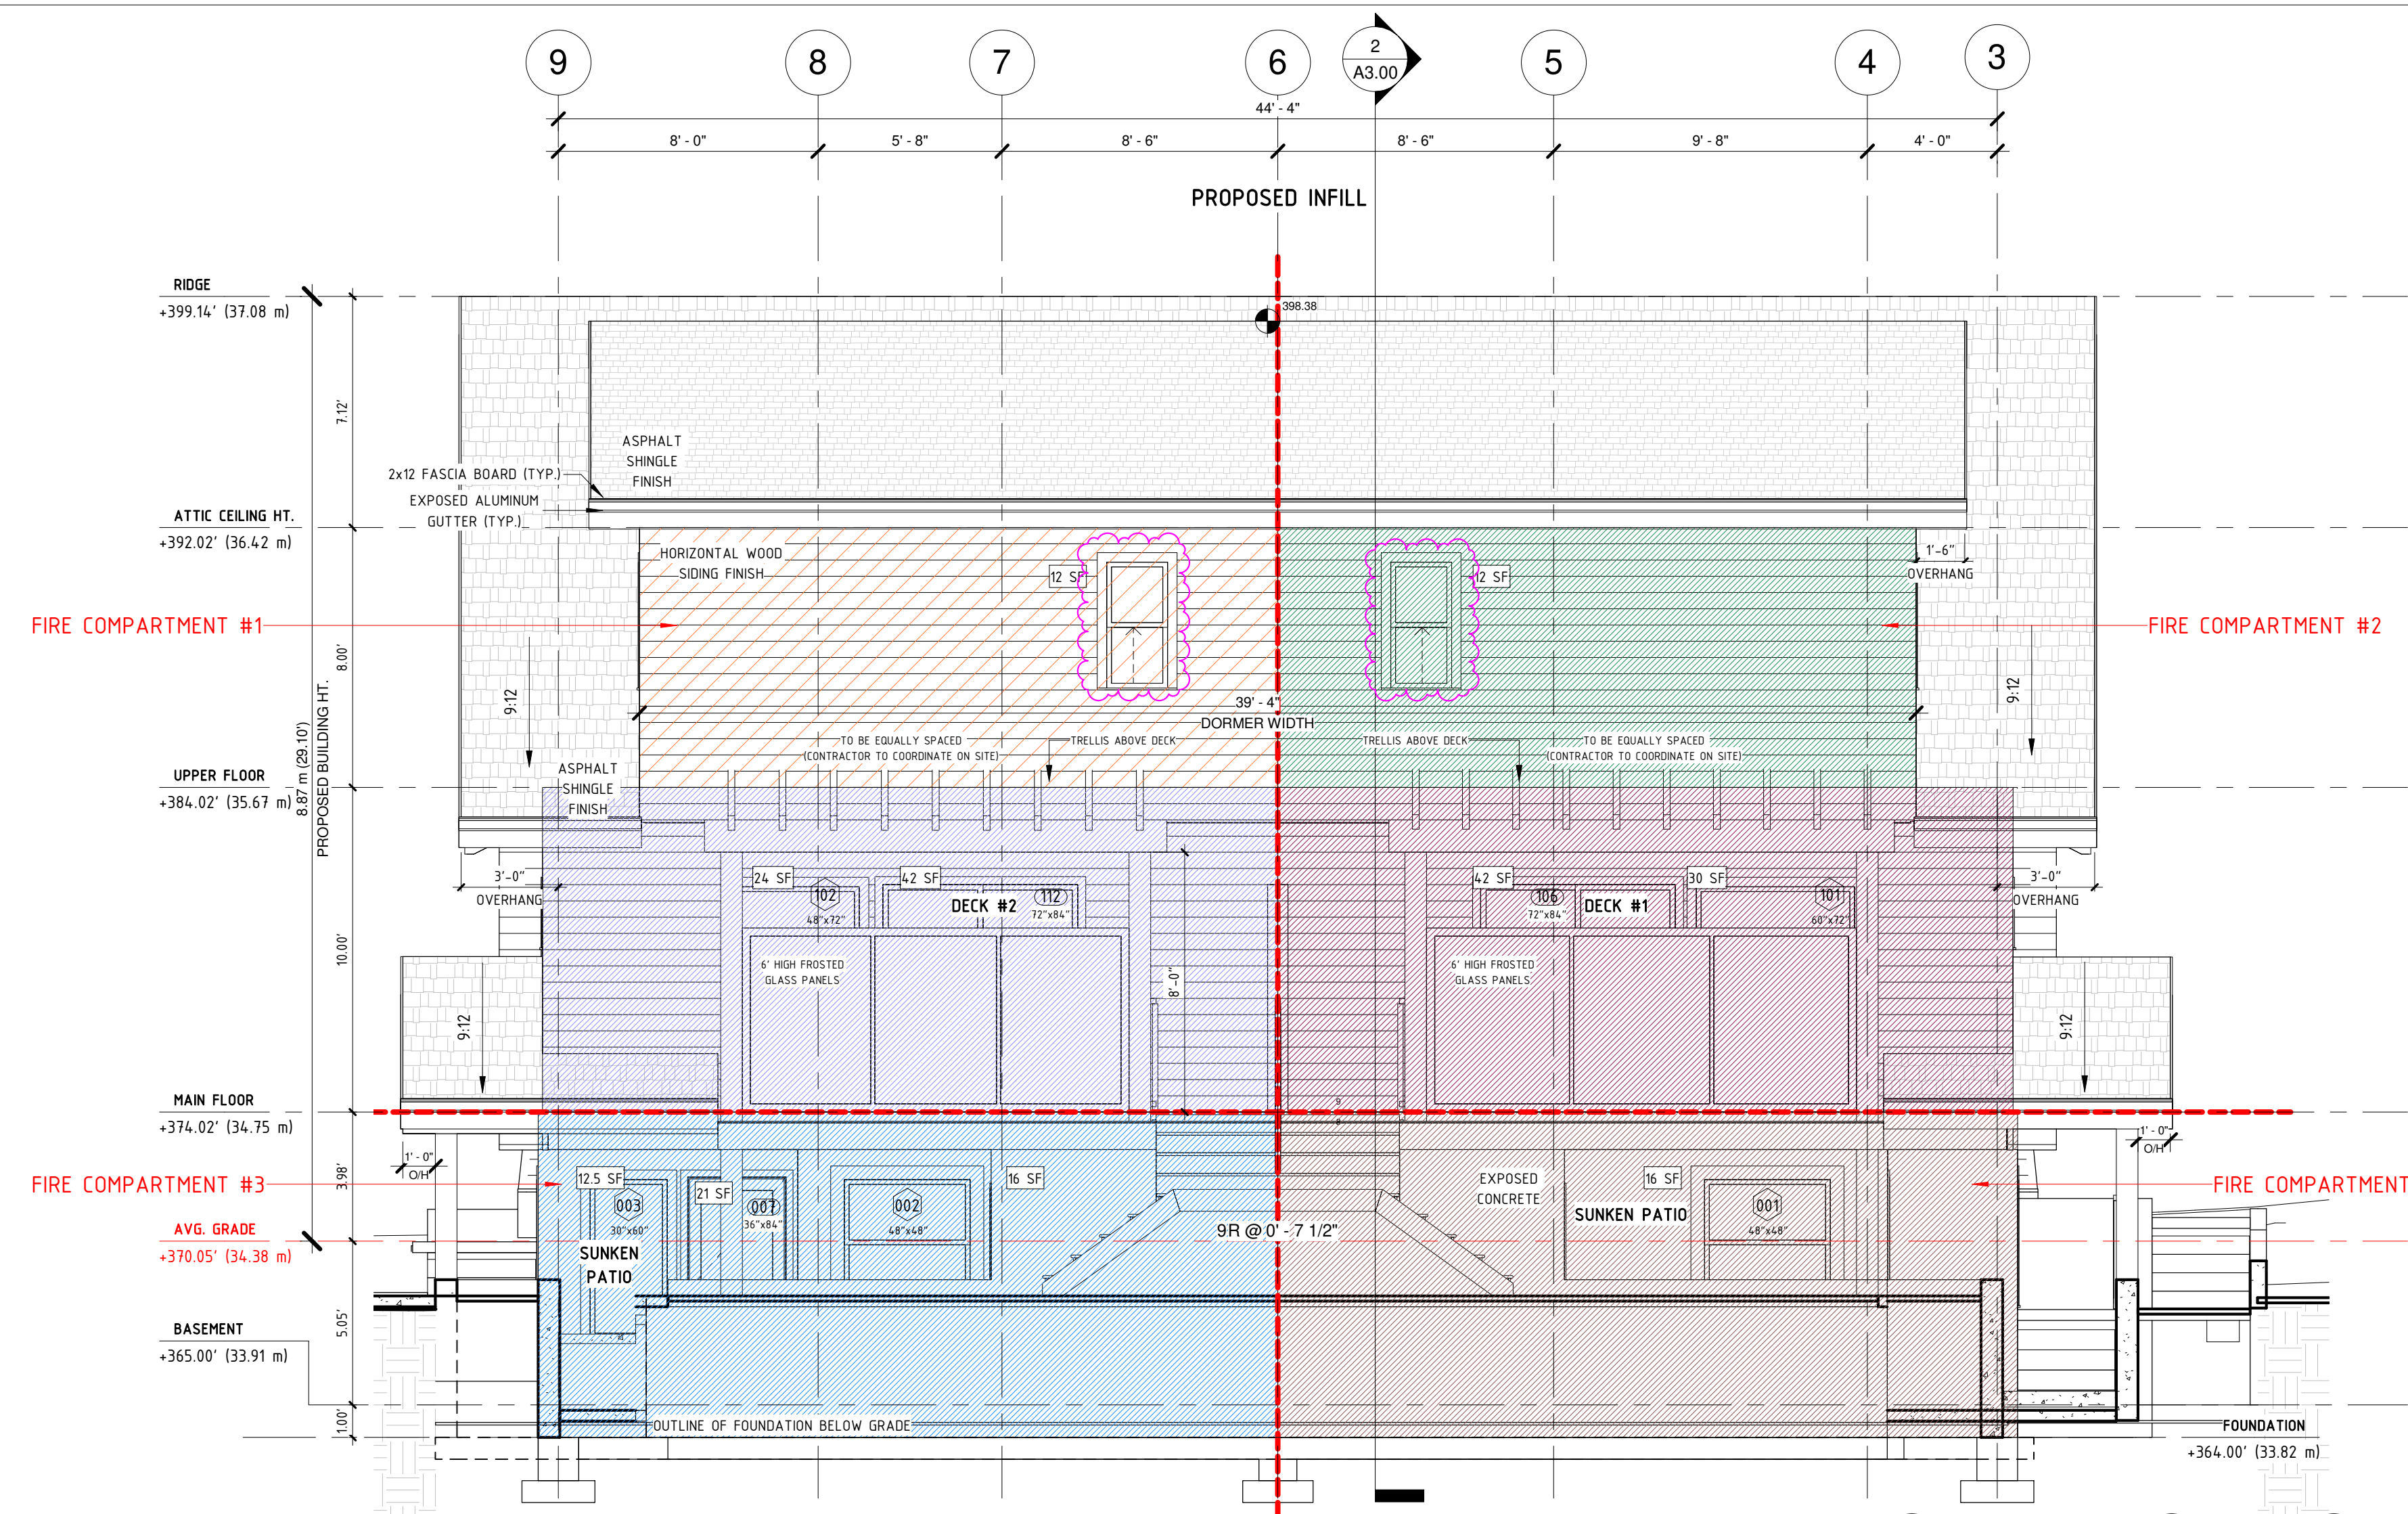 9
8
7
6
2
A3.00
5
4
3
44' - 4"
8' - 0"
5' - 8"
8' - 6"
8' - 6"
9' - 8"
4' - 0"
PROPOSED INFILL
RIDGE
+399.14' (37.08 m)
398.38
7.12'
ASPHALT
SHINGLE
FINISH
2x12 FASCIA BOARD (TYP.)
EXPOSED ALUMINUM
GUTTER (TYP.)
ATTIC CEILING HT.
+392.02' (36.42 m)
HORIZONTAL WOOD
SIDING FINISH
12 SF
12 SF
1'-6"
OVERHANG
FIRE COMPARTMENT #1
FIRE COMPARTMENT #2
8.00'
9:12
9:12
39' - 4"
DORMER WIDTH
8.87 m (29.10')
PROPOSED BUILDING HT.
TO BE EQUALLY SPACED
(CONTRACTOR TO COORDINATE ON SITE)
TRELLIS ABOVE DECK
TRELLIS ABOVE DECK
TO BE EQUALLY SPACED
(CONTRACTOR TO COORDINATE ON SITE)
UPPER FLOOR
+384.02' (35.67 m)
ASPHALT
SHINGLE
FINISH
3'-0"
OVERHANG
24 SF
102
48"x72"
42 SF
DECK #2
112
72"x84"
42 SF
106
72"x84"
DECK #1
30 SF
101
60"x72"
3'-0"
OVERHANG
10.00'
6' HIGH FROSTED
GLASS PANELS
8'-0"
6' HIGH FROSTED
GLASS PANELS
9:12
9:12
MAIN FLOOR
+374.02' (34.75 m)
9
8
1' - 0"
O/H
1' - 0"
O/H
3.98'
FIRE COMPARTMENT #3
FIRE COMPARTMENT
12.5 SF
003
30"x60"
21 SF
007
36"x84"
002
48"x48"
16 SF
EXPOSED
CONCRETE
16 SF
SUNKEN PATIO
001
48"x48"
9R @ 0' - 7 1/2"
SUNKEN
PATIO
AVG. GRADE
+370.05' (34.38 m)
5.05'
BASEMENT
+365.00' (33.91 m)
1.00'
OUTLINE OF FOUNDATION BELOW GRADE
FOUNDATION
+364.00' (33.82 m)